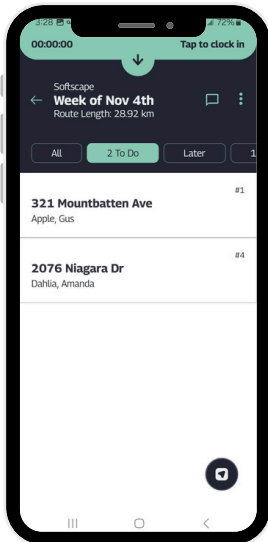 3:28
72%
00:00:00 Tap to clock in
Softscape
Week of Nov 4th
Route Length: 28.92 km
All 2 To Do Later 1
#1
321 Mountbatten Ave
Apple, Gus
#4
2076 Niagara Dr
Dahlia, Amanda